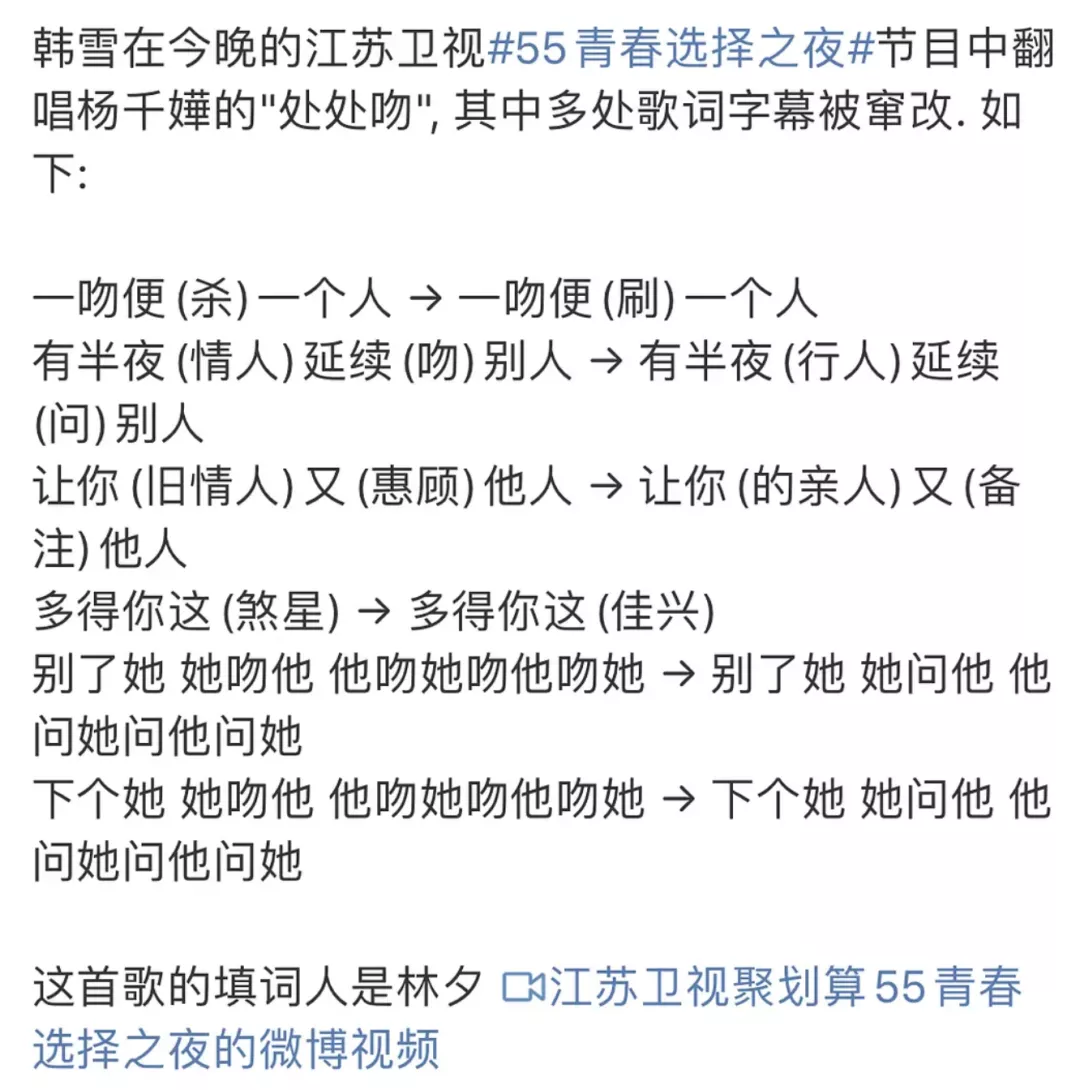 韩雪在今晚的江苏卫视#55青春选择之夜#节目中翻
唱杨千嬅的"处处吻", 其中多处歌词字幕被窜改. 如
下:
一吻便(杀)一个人 → 一吻便(刷)一个人
有半夜(情人)延续(吻)别人 → 有半夜(行人)延续
(问)别人
让你(旧情人)又(惠顾)他人 → 让你(的亲人)又(备
注)他人
多得你这(煞星) → 多得你这(佳兴)
别了她 她吻他 他吻她吻他吻她 → 别了她 她问他 他
问她问他问她
下个她 她吻他 他吻她吻他吻她 → 下个她 她问他 他
问她问他问她
这首歌的填词人是林夕 江苏卫视聚划算55青春
选择之夜的微博视频